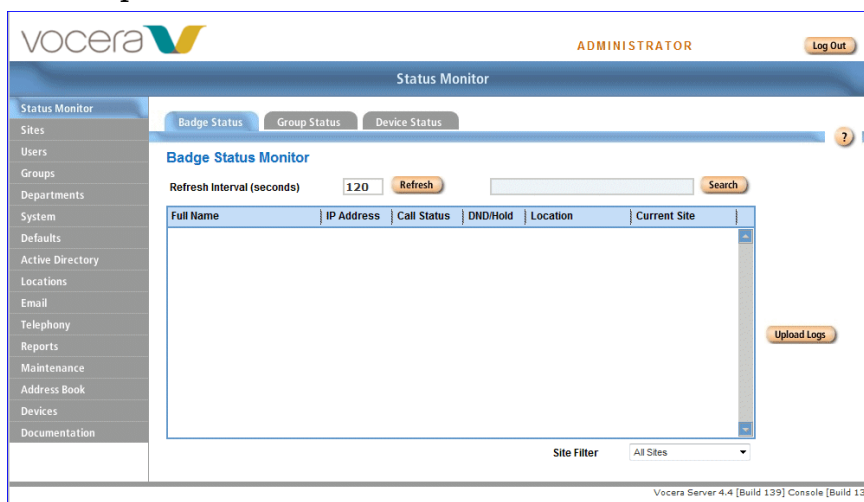 vocera
ADMINISTRATOR
Log Out
Status Monitor
Status Monitor
Sites
Users
Groups
Departments
System
Defaults
Active Directory
Locations
Email
Telephony
Reports
Maintenance
Address Book
Devices
Documentation
Badge Status Group Status Device Status
?
Badge Status Monitor
Refresh Interval (seconds) 120 Refresh Search
Full Name IP Address Call Status DND/Hold Location Current Site
Upload Logs
Site Filter All Sites
Vocera Server 4.4 [Build 139] Console [Build 13